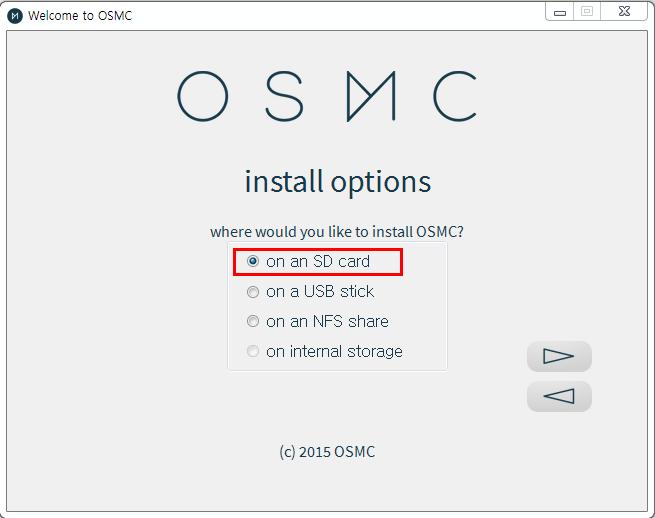 Welcome to OSMC
OSMC
install options
where would you like to install OSMC?
on an SD card
on a USB stick
on an NFS share
on internal storage
(c) 2015 OSMC